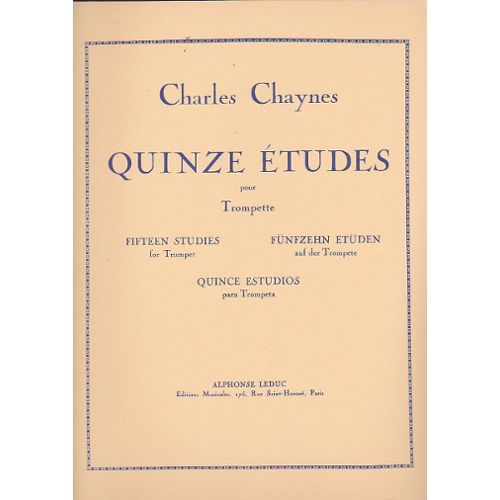 Charles Chaynes
QUINZE ÉTUDES
pour
Trompette
FIFTEEN STUDIES
for Trumpet
FÜNFZEHN ETÜDEN
auf der Trompete
QUINCE ESTUDIOS
para Trompeta
ALPHONSE LEDUC
Editions Musicales, 175, Rue Saint-Honoré, Paris